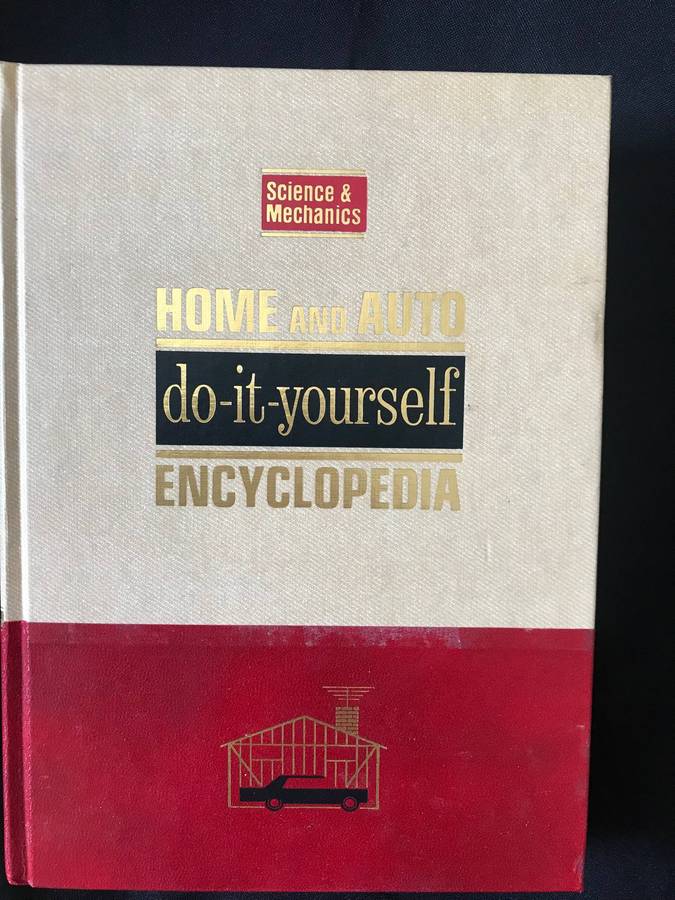 Science &
Mechanics
HOME AND AUTO
do-it-yourself
ENCYCLOPEDIA